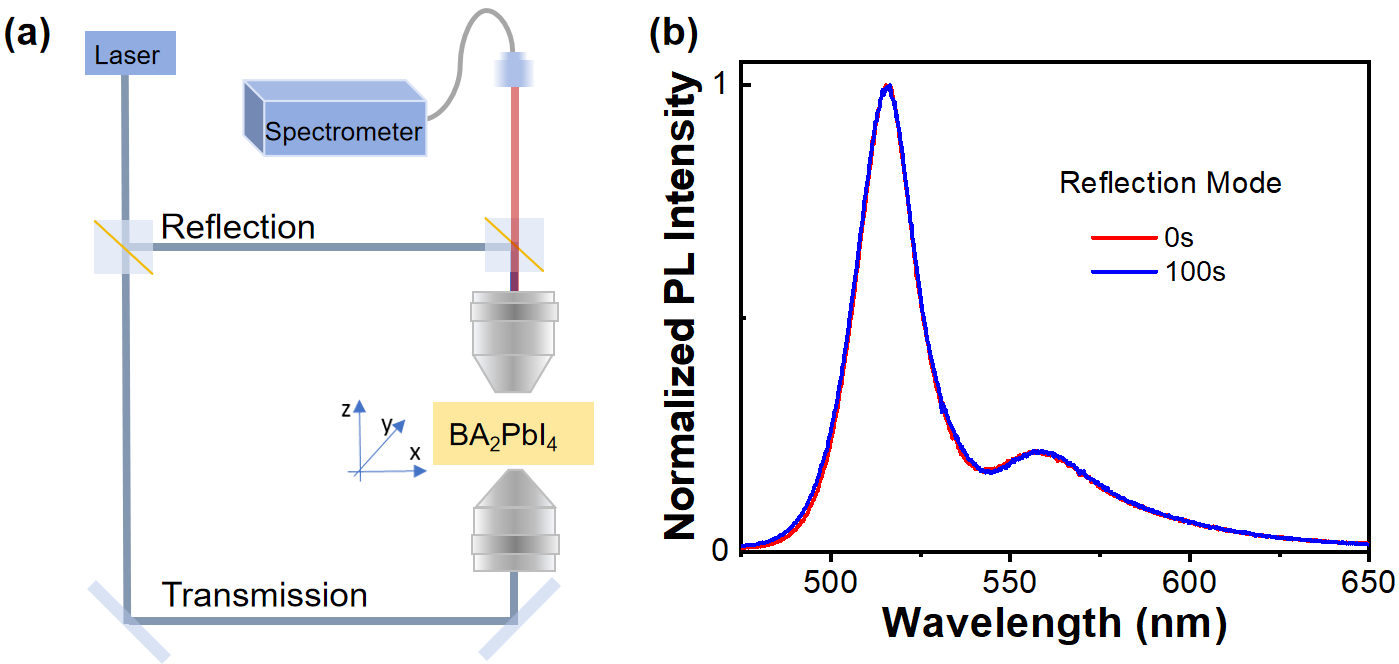 (a)
Laser
Spectrometer
Reflection
z
y
x
BA₂PbI₄
Transmission
(b)
Normalized PL Intensity
1
0
Reflection Mode
0s
100s
500
550
600
650
Wavelength (nm)